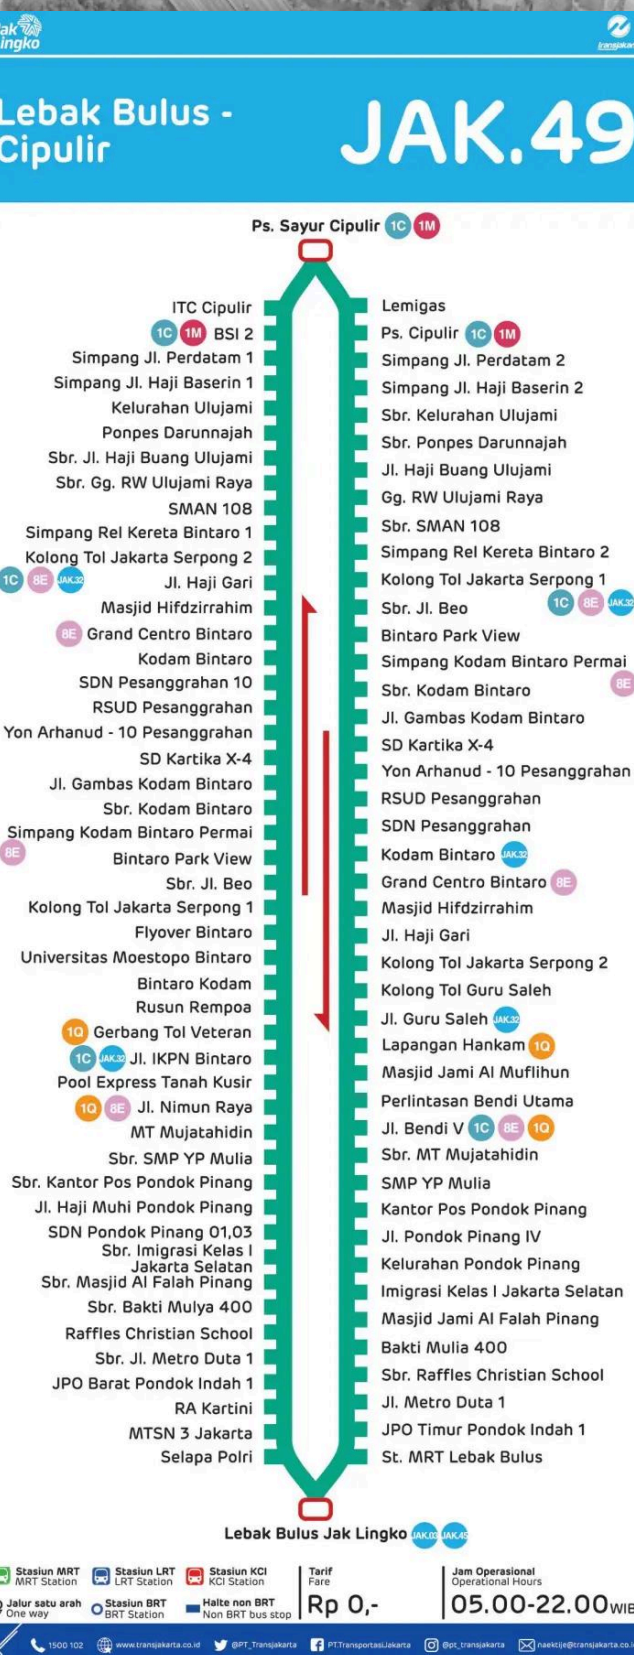 Lebak Bulus -
Cipulir
JAK.49
transjakarta
Ps. Sayur Cipulir 1C 1M
ITC Cipulir
1C 1M BSI 2
Simpang Jl. Perdatam 1
Simpang Jl. Haji Baserin 1
Kelurahan Ulujami
Ponpes Darunnajah
Sbr. Jl. Haji Buang Ulujami
Sbr. Gg. RW Ulujami Raya
SMAN 108
Simpang Rel Kereta Bintaro 1
Kolong Tol Jakarta Serpong 2
1C 8E JAK.32 Jl. Haji Gari
Masjid Hifdzirrahim
8E Grand Centro Bintaro
Kodam Bintaro
SDN Pesanggrahan 10
RSUD Pesanggrahan
Yon Arhanud - 10 Pesanggrahan
SD Kartika X-4
Jl. Gambas Kodam Bintaro
Sbr. Kodam Bintaro
Simpang Kodam Bintaro Permai
8E Bintaro Park View
Sbr. Jl. Beo
Kolong Tol Jakarta Serpong 1
Flyover Bintaro
Universitas Moestopo Bintaro
Bintaro Kodam
Rusun Rempoa
1Q Gerbang Tol Veteran
1C JAK.32 Jl. IKPN Bintaro
Pool Express Tanah Kusir
1Q 8E Jl. Nimun Raya
MT Mujatahidin
Sbr. SMP YP Mulia
Sbr. Kantor Pos Pondok Pinang
Jl. Haji Muhi Pondok Pinang
SDN Pondok Pinang 01,03
Sbr. Imigrasi Kelas I
Jakarta Selatan
Sbr. Masjid Al Falah Pinang
Sbr. Bakti Mulya 400
Raffles Christian School
Sbr. Jl. Metro Duta 1
JPO Barat Pondok Indah 1
RA Kartini
MTSN 3 Jakarta
Selapa Polri
Lemigas
Ps. Cipulir 1C 1M
Simpang Jl. Perdatam 2
Simpang Jl. Haji Baserin 2
Sbr. Kelurahan Ulujami
Sbr. Ponpes Darunnajah
Jl. Haji Buang Ulujami
Gg. RW Ulujami Raya
Sbr. SMAN 108
Simpang Rel Kereta Bintaro 2
Kolong Tol Jakarta Serpong 1
Sbr. Jl. Beo 1C 8E JAK.32
Bintaro Park View
Simpang Kodam Bintaro Permai
Sbr. Kodam Bintaro 8E
Jl. Gambas Kodam Bintaro
SD Kartika X-4
Yon Arhanud - 10 Pesanggrahan
RSUD Pesanggrahan
SDN Pesanggrahan
Kodam Bintaro JAK.32
Grand Centro Bintaro 8E
Masjid Hifdzirrahim
Jl. Haji Gari
Kolong Tol Jakarta Serpong 2
Kolong Tol Guru Saleh
Jl. Guru Saleh JAK.32
Lapangan Hankam 1Q
Masjid Jami Al Muflihun
Perlintasan Bendi Utama
Jl. Bendi V 1C 8E 1Q
Sbr. MT Mujatahidin
SMP YP Mulia
Kantor Pos Pondok Pinang
Jl. Pondok Pinang IV
Kelurahan Pondok Pinang
Imigrasi Kelas I Jakarta Selatan
Masjid Jami Al Falah Pinang
Bakti Mulia 400
Sbr. Raffles Christian School
Jl. Metro Duta 1
JPO Timur Pondok Indah 1
St. MRT Lebak Bulus
Lebak Bulus Jak Lingko JAK.03 JAK.45
Stasiun MRT
MRT Station
Stasiun LRT
LRT Station
Stasiun KCI
KCI Station
Jalur satu arah
One way
Stasiun BRT
BRT Station
Halte non BRT
Non BRT bus stop
Tarif
Fare
Rp 0,-
Jam Operasional
Operational Hours
05.00-22.00 WIB
1500 102 www.transjakarta.co.id @PT_Transjakarta PT.TransportasiJakarta @pt_transjakarta naektije@transjakarta.co.id